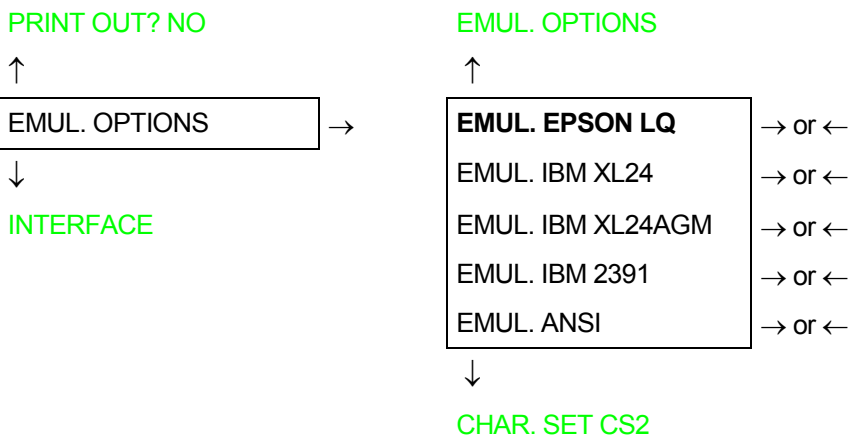 PRINT OUT? NO
↑
EMUL. OPTIONS →
↓
INTERFACE
EMUL. OPTIONS
↑
EMUL. EPSON LQ → or ←
EMUL. IBM XL24 → or ←
EMUL. IBM XL24AGM → or ←
EMUL. IBM 2391 → or ←
EMUL. ANSI → or ←
↓
CHAR. SET CS2